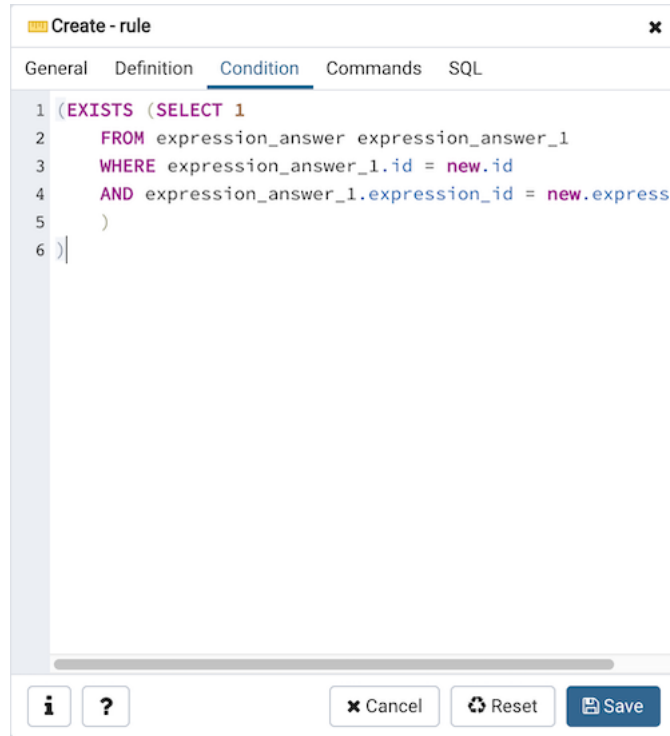 Create - rule
General Definition Condition Commands SQL
1 (EXISTS (SELECT 1
2 FROM expression_answer expression_answer_1
3 WHERE expression_answer_1.id = new.id
4 AND expression_answer_1.expression_id = new.express
5 )
6 )
i ? Cancel Reset Save